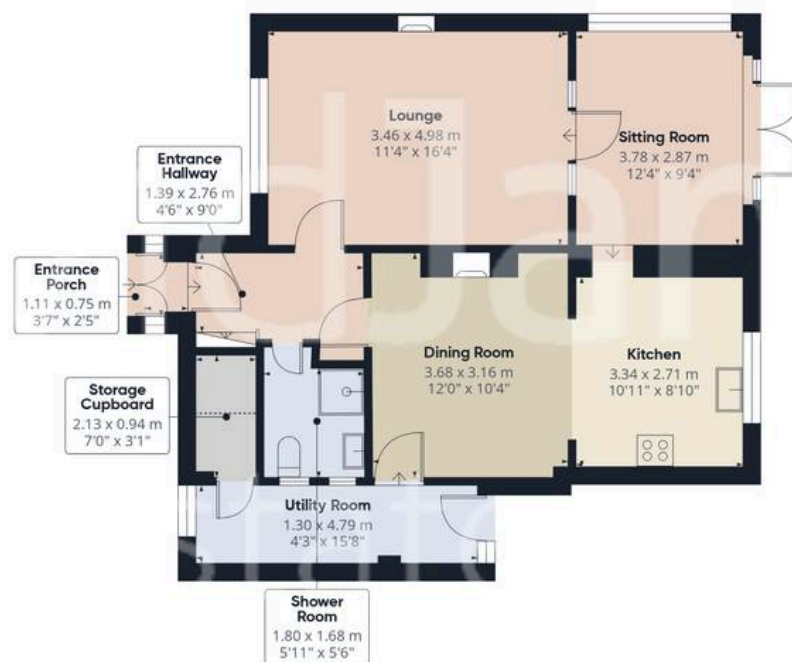 Lounge
3.46 x 4.98 m
11'4" x 16'4"
Sitting Room
3.78 x 2.87 m
12'4" x 9'4"
Entrance
Hallway
1.39 x 2.76 m
4'6" x 9'0"
Entrance
Porch
1.11 x 0.75 m
3'7" x 2'5"
Dining Room
3.68 x 3.16 m
12'0" x 10'4"
Kitchen
3.34 x 2.71 m
10'11" x 8'10"
Storage
Cupboard
2.13 x 0.94 m
7'0" x 3'1"
Utility Room
1.30 x 4.79 m
4'3" x 15'8"
Shower
Room
1.80 x 1.68 m
5'11" x 5'6"